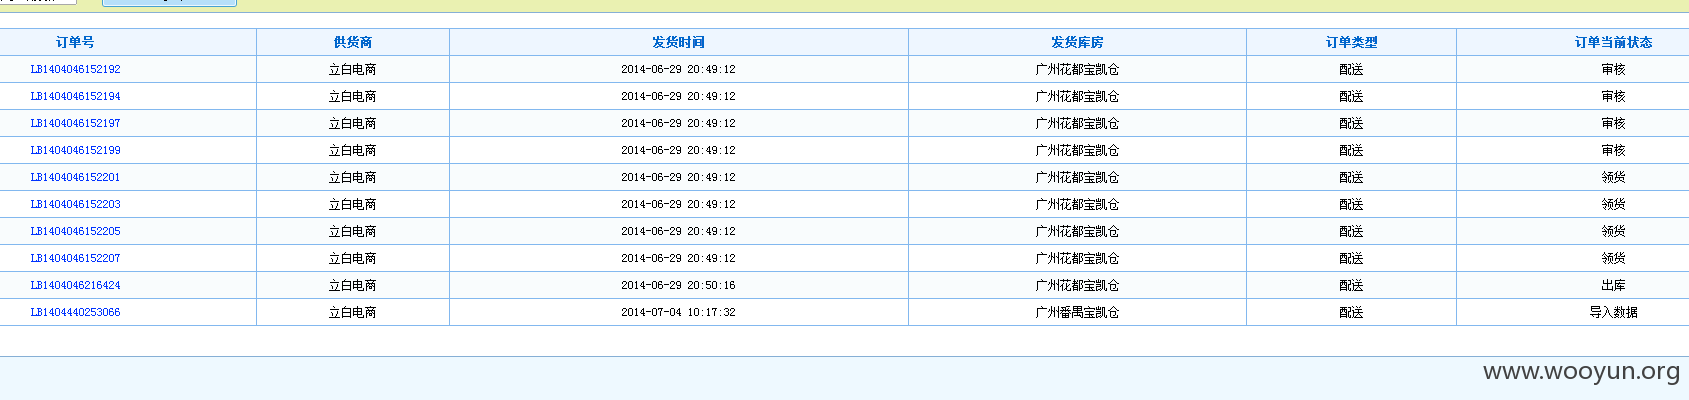 订单号 供货商 发货时间 发货库房 订单类型 订单当前状态
LB1404046152192 立白电商 2014-06-29 20:49:12 广州花都宝凯仓 配送 审核
LB1404046152194 立白电商 2014-06-29 20:49:12 广州花都宝凯仓 配送 审核
LB1404046152197 立白电商 2014-06-29 20:49:12 广州花都宝凯仓 配送 审核
LB1404046152199 立白电商 2014-06-29 20:49:12 广州花都宝凯仓 配送 审核
LB1404046152201 立白电商 2014-06-29 20:49:12 广州花都宝凯仓 配送 领货
LB1404046152203 立白电商 2014-06-29 20:49:12 广州花都宝凯仓 配送 领货
LB1404046152205 立白电商 2014-06-29 20:49:12 广州花都宝凯仓 配送 领货
LB1404046152207 立白电商 2014-06-29 20:49:12 广州花都宝凯仓 配送 领货
LB1404046216424 立白电商 2014-06-29 20:50:16 广州花都宝凯仓 配送 出库
LB1404440253066 立白电商 2014-07-04 10:17:32 广州番禺宝凯仓 配送 导入数据
www.wooyun.org